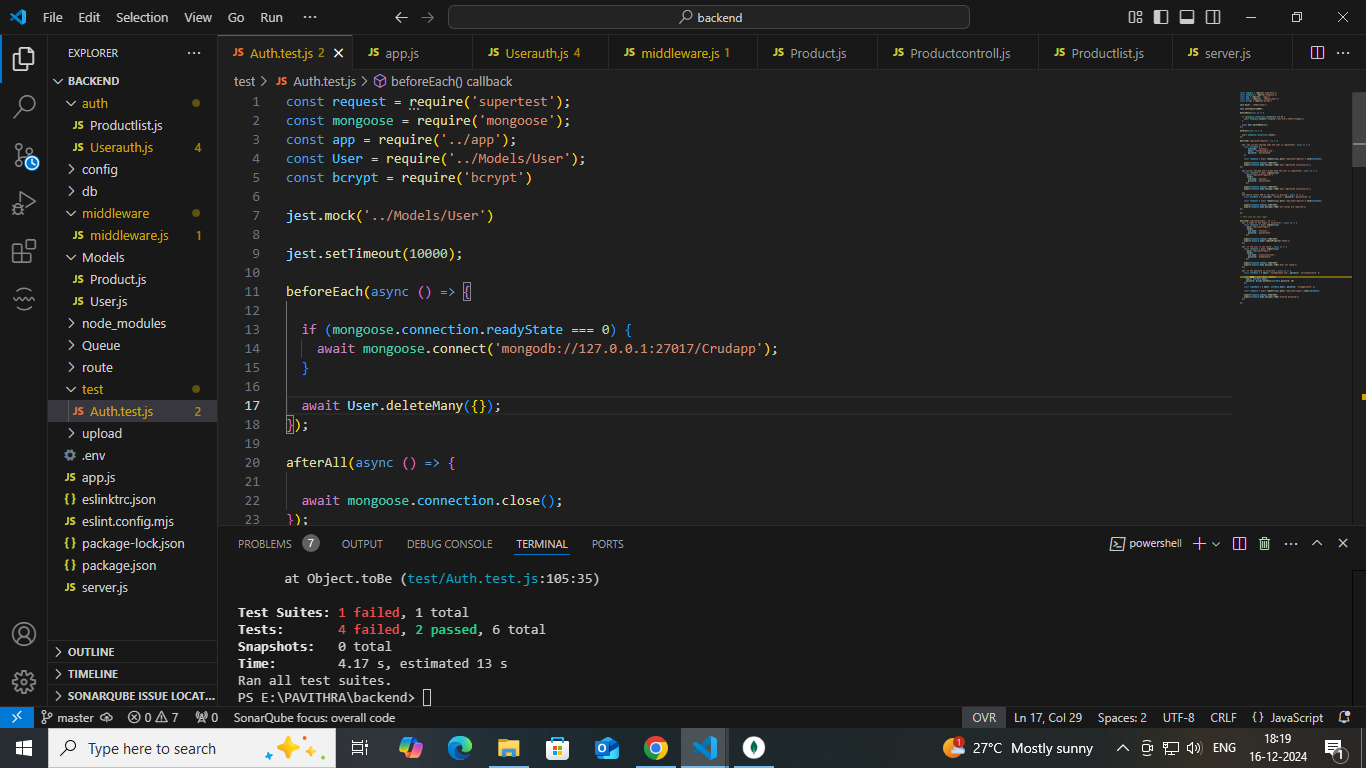 File Edit Selection View Go Run ··· backend
EXPLORER ···
BACKEND
auth
JS Productlist.js
JS Userauth.js 4
config
db
middleware
JS middleware.js 1
Models
JS Product.js
JS User.js
node_modules
Queue
route
test
JS Auth.test.js 2
upload
.env
JS app.js
{} eslinktrc.json
JS eslint.config.mjs
{} package-lock.json
{} package.json
JS server.js
OUTLINE
TIMELINE
SONARQUBE ISSUE LOCAT...
JS Auth.test.js 2 JS app.js JS Userauth.js 4 JS middleware.js 1 JS Product.js JS Productcontroll.js JS Productlist.js JS server.js ···
test > JS Auth.test.js > beforeEach() callback
1 const request = require('supertest');
2 const mongoose = require('mongoose');
3 const app = require('../app');
4 const User = require('../Models/User');
5 const bcrypt = require('bcrypt')
6
7 jest.mock('../Models/User')
8
9 jest.setTimeout(10000);
10
11 beforeEach(async () => {
12
13 if (mongoose.connection.readyState === 0) {
14 await mongoose.connect('mongodb://127.0.0.1:27017/Crudapp');
15 }
16
17 await User.deleteMany({});
18 });
19
20 afterAll(async () => {
21
22 await mongoose.connection.close();
23 });
PROBLEMS 7 OUTPUT DEBUG CONSOLE TERMINAL PORTS powershell ···
at Object.toBe (test/Auth.test.js:105:35)
Test Suites: 1 failed, 1 total
Tests: 4 failed, 2 passed, 6 total
Snapshots: 0 total
Time: 4.17 s, estimated 13 s
Ran all test suites.
PS E:\PAVITHRA\backend>
master 0 7 0 SonarQube focus: overall code OVR Ln 17, Col 29 Spaces: 2 UTF-8 CRLF {} JavaScript
Type here to search 1 27°C Mostly sunny ENG 18:19 1
16-12-2024